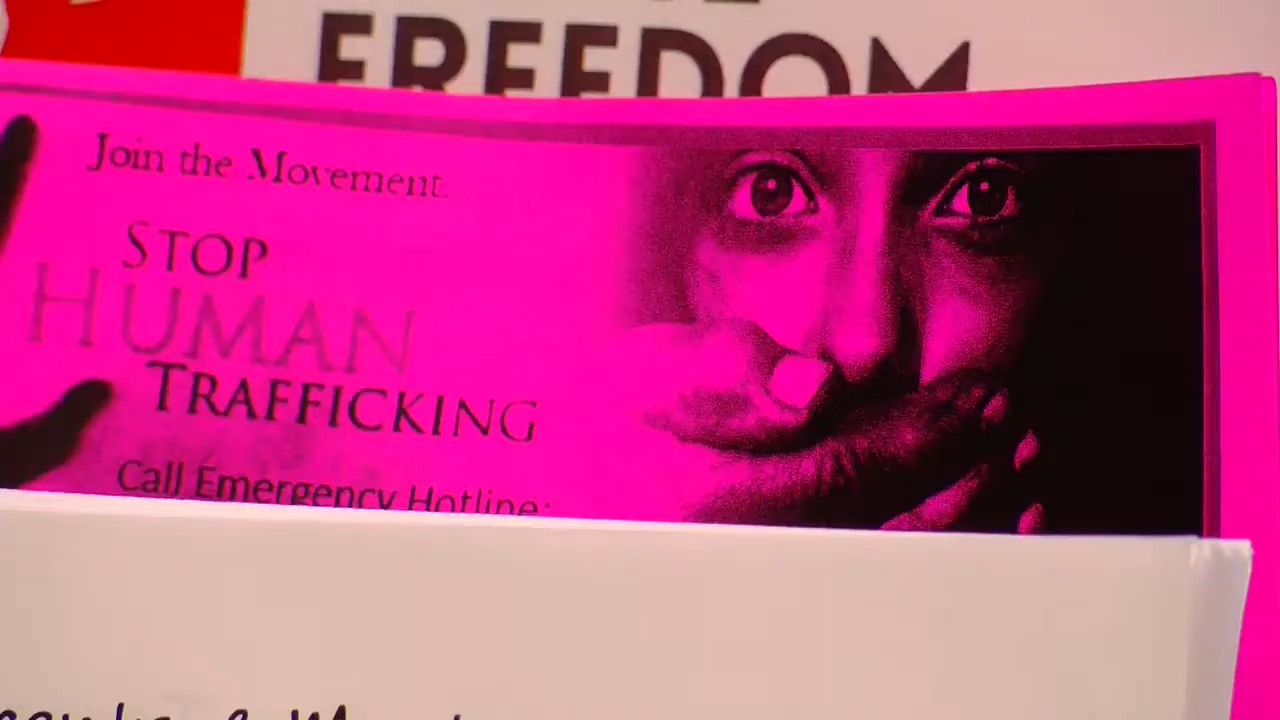 FREEDOM
Join the Movement.
STOP
HUMAN
TRAFFICKING
Call Emergency Hotline: